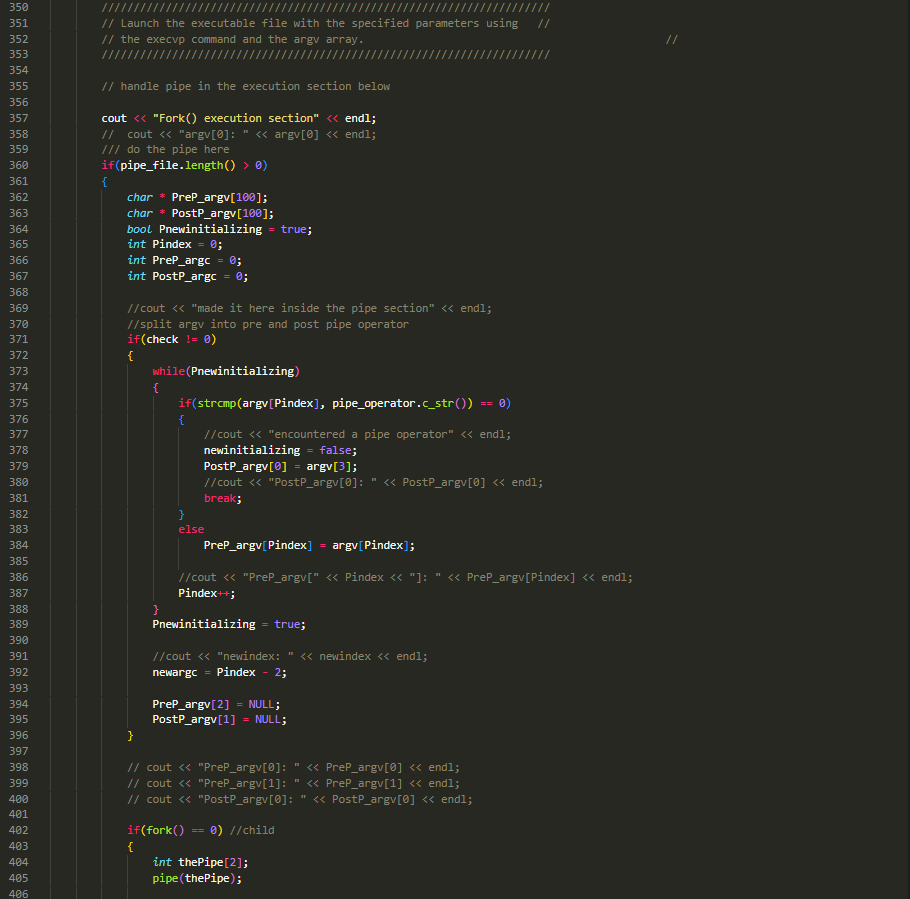 350 //////////////////////////////////////////////////////////////////////
351 // Launch the executable file with the specified parameters using   //
352 // the execvp command and the argv array.                                               //
353 //////////////////////////////////////////////////////////////////////
354
355 // handle pipe in the execution section below
356
357 cout << "Fork() execution section" << endl;
358 //  cout << "argv[0]: " << argv[0] << endl;
359 /// do the pipe here
360 if(pipe_file.length() > 0)
361 {
362     char * PreP_argv[100];
363     char * PostP_argv[100];
364     bool Pnewinitializing = true;
365     int Pindex = 0;
366     int PreP_argc = 0;
367     int PostP_argc = 0;
368
369     //cout << "made it here inside the pipe section" << endl;
370     //split argv into pre and post pipe operator
371     if(check != 0)
372     {
373         while(Pnewinitializing)
374         {
375             if(strcmp(argv[Pindex], pipe_operator.c_str()) == 0)
376             {
377                 //cout << "encountered a pipe operator" << endl;
378                 newinitializing = false;
379                 PostP_argv[0] = argv[3];
380                 //cout << "PostP_argv[0]: " << PostP_argv[0] << endl;
381                 break;
382             }
383             else
384                 PreP_argv[Pindex] = argv[Pindex];
385
386             //cout << "PreP_argv[" << Pindex << "]: " << PreP_argv[Pindex] << endl;
387             Pindex++;
388         }
389         Pnewinitializing = true;
390
391         //cout << "newindex: " << newindex << endl;
392         newargc = Pindex - 2;
393
394         PreP_argv[2] = NULL;
395         PostP_argv[1] = NULL;
396     }
397
398     // cout << "PreP_argv[0]: " << PreP_argv[0] << endl;
399     // cout << "PreP_argv[1]: " << PreP_argv[1] << endl;
400     // cout << "PostP_argv[0]: " << PostP_argv[0] << endl;
401
402     if(fork() == 0) //child
403     {
404         int thePipe[2];
405         pipe(thePipe);
406